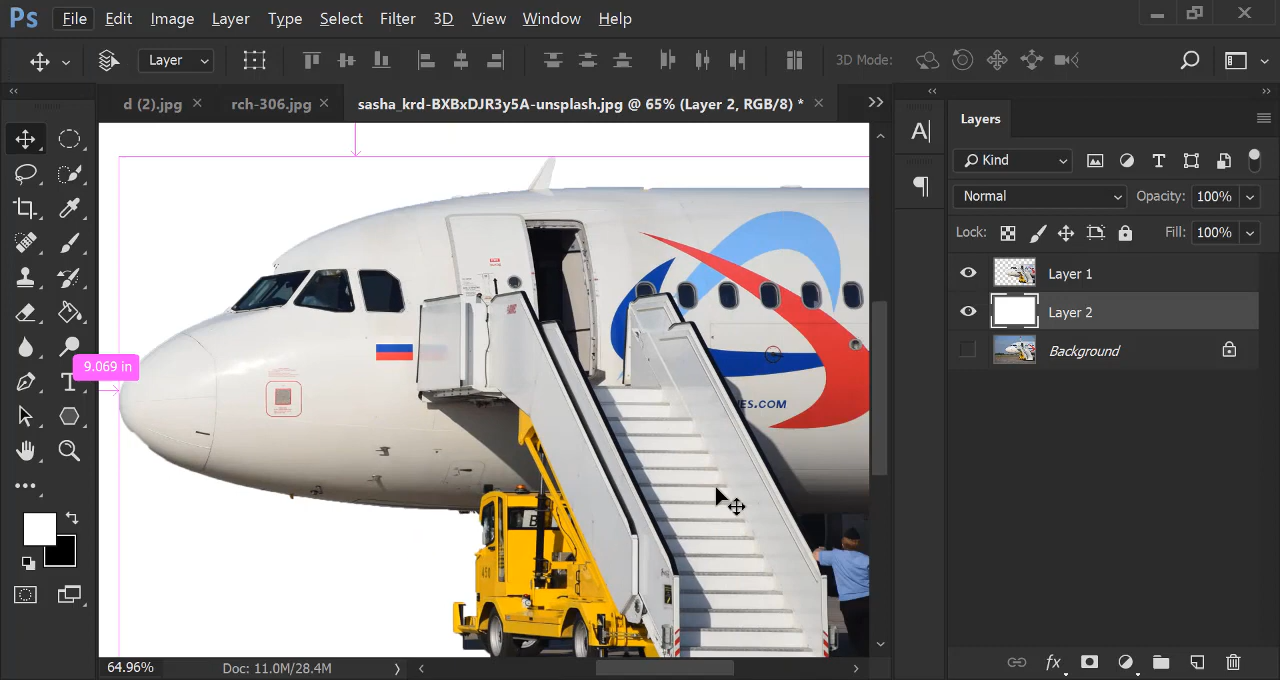 Ps File Edit Image Layer Type Select Filter 3D View Window Help
Layer 3D Mode:
d (2).jpg × rch-306.jpg × sasha_krd-BXBxDJR3y5A-unsplash.jpg @ 65% (Layer 2, RGB/8) * ×
Layers
Kind
Normal Opacity: 100%
Lock: Fill: 100%
Layer 1
Layer 2
Background
9.069 in
ES.COM
64.96% Doc: 11.0M/28.4M